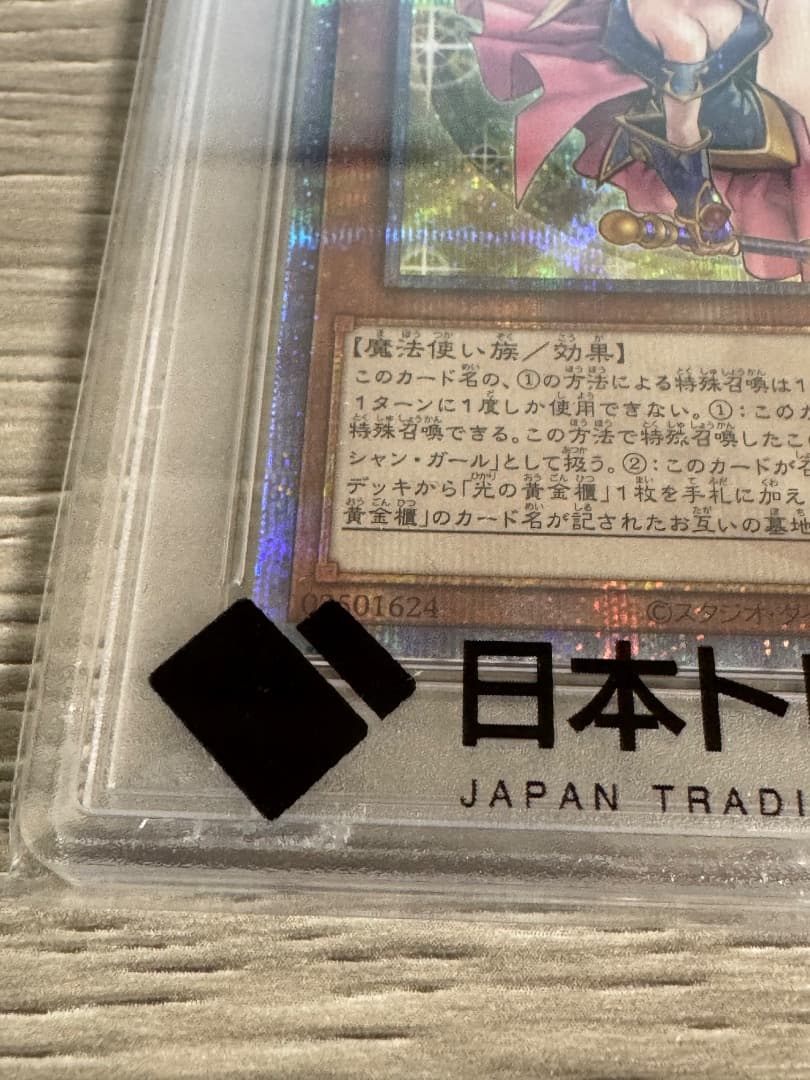 【魔法使い族／効果】
このカード名の、①の方法による特殊召喚は1
1ターンに1度しか使用できない。①：このカ
特殊召喚できる。この方法で特殊召喚したこ
シャン・ガール」として扱う。②：このカードが召
デッキから「光の黄金櫃」1枚を手札に加え
黄金櫃」のカード名が記されたお互いの墓地
01624
©スタジオ・ダ
日本ト
JAPAN TRADI